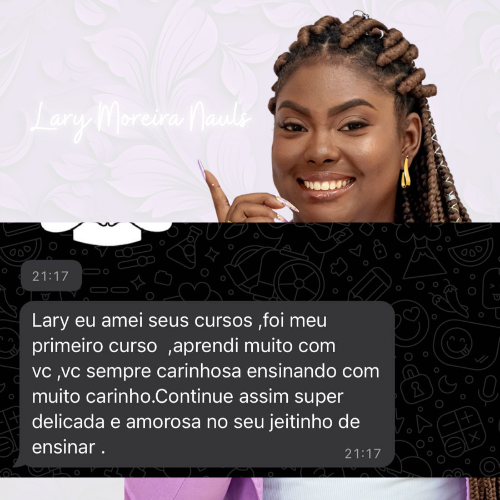 Lary Moreira Nauls
21:17
Lary eu amei seus cursos ,foi meu
primeiro curso  ,aprendi muito com
vc ,vc sempre carinhosa ensinando com
muito carinho.Continue assim super
delicada e amorosa no seu jeitinho de
ensinar .
21:17